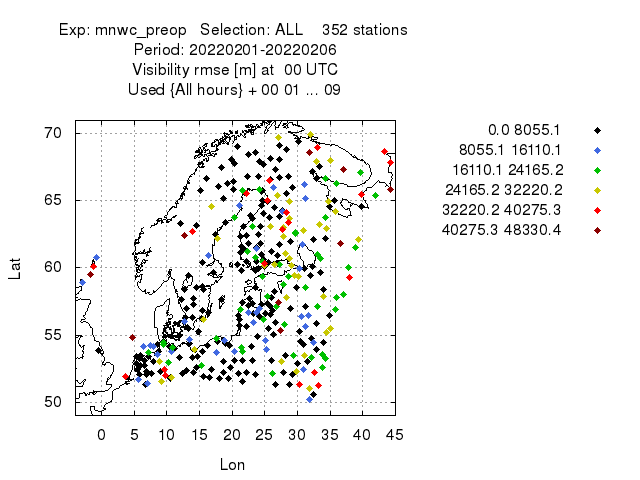 Exp: mnwc_preop Selection: ALL 352 stations
Period: 20220201-20220206
Visibility rmse [m] at 00 UTC
Used {All hours} + 00 01 ... 09
0.0 8055.1
8055.1 16110.1
16110.1 24165.2
24165.2 32220.2
32220.2 40275.3
40275.3 48330.4
70
65
60
55
50
Lat
0 5 10 15 20 25 30 35 40 45
Lon